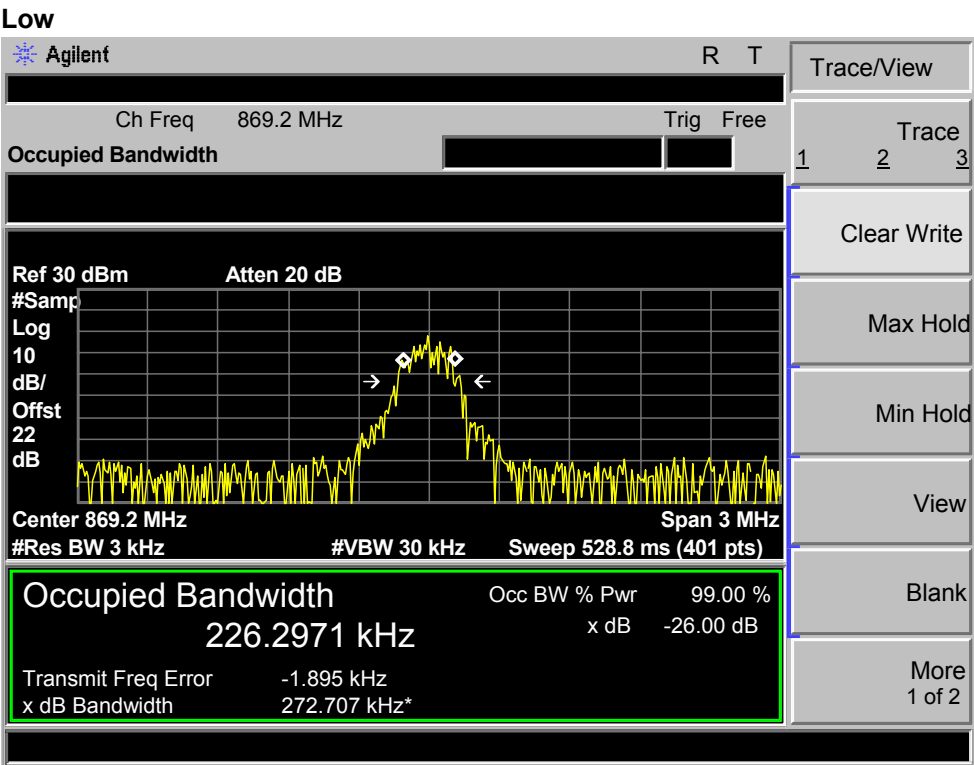 Low
Agilent R T
Trace/View
Ch Freq 869.2 MHz Trig Free
Occupied Bandwidth
Trace
1 2 3
Clear Write
Max Hold
Min Hold
View
Blank
More
1 of 2
Ref 30 dBm Atten 20 dB
#Samp
Log
10
dB/
Offst
22
dB
Center 869.2 MHz Span 3 MHz
#Res BW 3 kHz #VBW 30 kHz Sweep 528.8 ms (401 pts)
Occupied Bandwidth Occ BW % Pwr 99.00 %
226.2971 kHz x dB -26.00 dB
Transmit Freq Error -1.895 kHz
x dB Bandwidth 272.707 kHz*